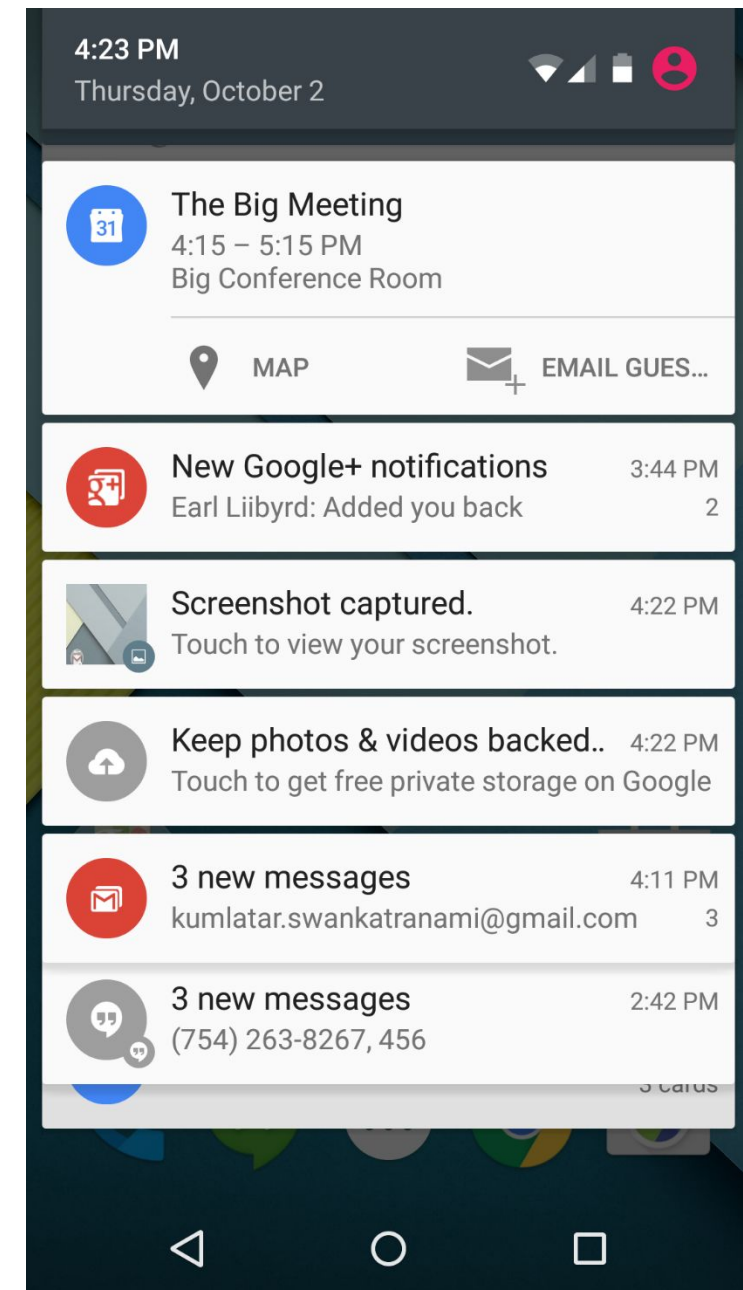 4:23 PM
Thursday, October 2
31
The Big Meeting
4:15 – 5:15 PM
Big Conference Room
MAP
EMAIL GUES...
New Google+ notifications 3:44 PM
Earl Liibyrd: Added you back 2
Screenshot captured. 4:22 PM
Touch to view your screenshot.
Keep photos & videos backed.. 4:22 PM
Touch to get free private storage on Google
3 new messages 4:11 PM
kumlatar.swankatranami@gmail.com 3
3 new messages 2:42 PM
(754) 263-8267, 456
cards